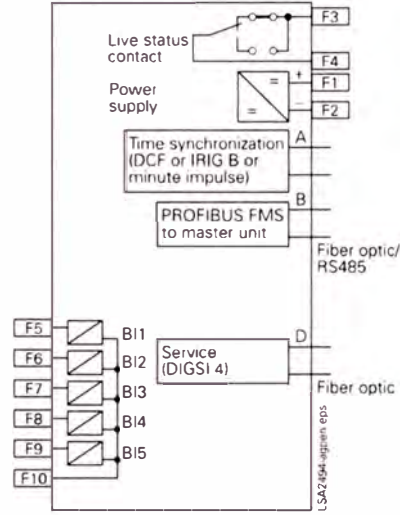 F3
Live status
contact
F4
Power
supply
+
F1
=
=
−
F2
Time synchronization
(DCF or IRIG B or
minute impulse)
A
PROFIBUS FMS
to master unit
B
Fiber optic/
RS485
F5
BI1
F6
BI2
F7
BI3
F8
BI4
F9
BI5
F10
Service
(DIGSI 4)
D
Fiber optic
LSA2494-agpen.eps